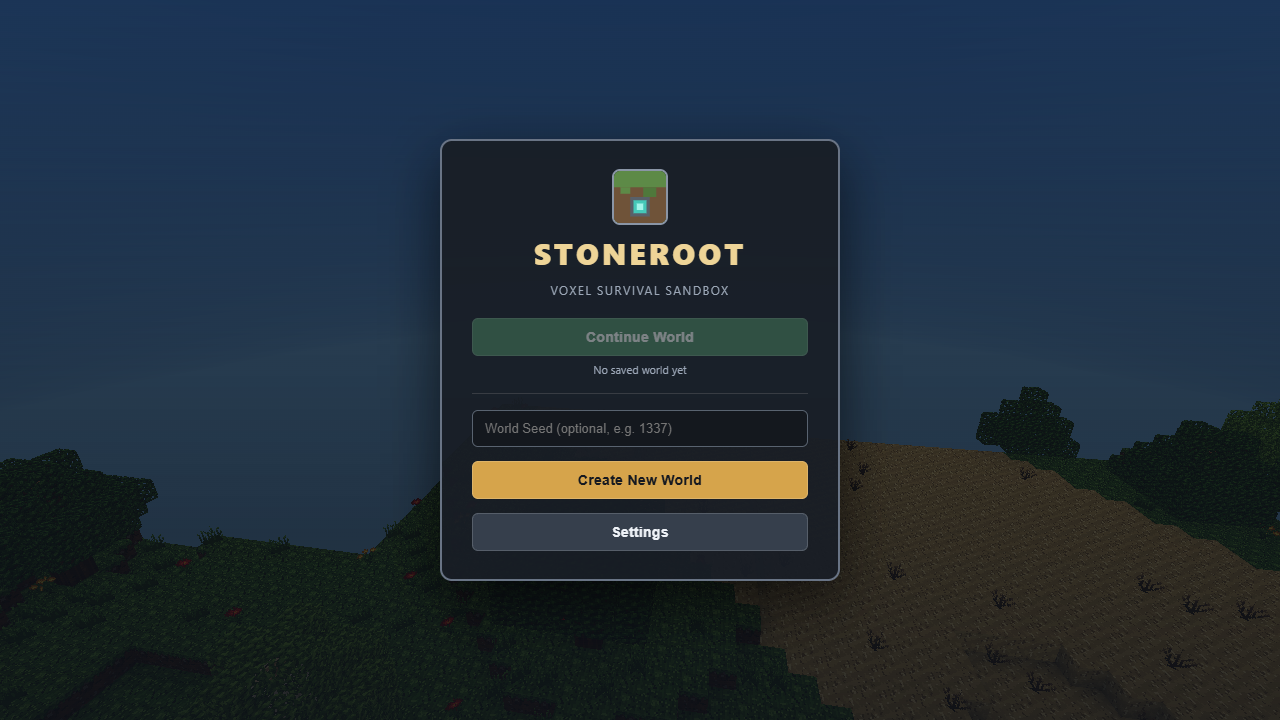 STONEROOT
VOXEL SURVIVAL SANDBOX
Continue World
No saved world yet
World Seed (optional, e.g. 1337)
Create New World
Settings